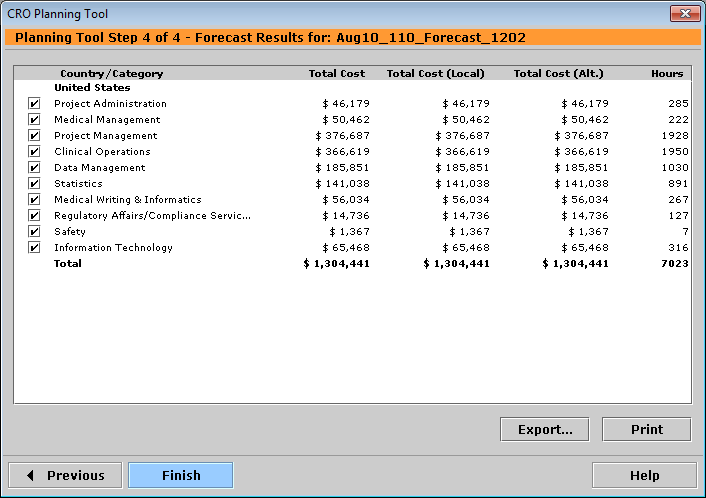 CRO Planning Tool
Planning Tool Step 4 of 4 - Forecast Results for: Aug10_110_Forecast_1202
Country/Category Total Cost Total Cost (Local) Total Cost (Alt.) Hours
United States
Project Administration $ 46,179 $ 46,179 $ 46,179 285
Medical Management $ 50,462 $ 50,462 $ 50,462 222
Project Management $ 376,687 $ 376,687 $ 376,687 1928
Clinical Operations $ 366,619 $ 366,619 $ 366,619 1950
Data Management $ 185,851 $ 185,851 $ 185,851 1030
Statistics $ 141,038 $ 141,038 $ 141,038 891
Medical Writing & Informatics $ 56,034 $ 56,034 $ 56,034 267
Regulatory Affairs/Compliance Servic... $ 14,736 $ 14,736 $ 14,736 127
Safety $ 1,367 $ 1,367 $ 1,367 7
Information Technology $ 65,468 $ 65,468 $ 65,468 316
Total $ 1,304,441 $ 1,304,441 $ 1,304,441 7023
Export... Print
Previous Finish Help